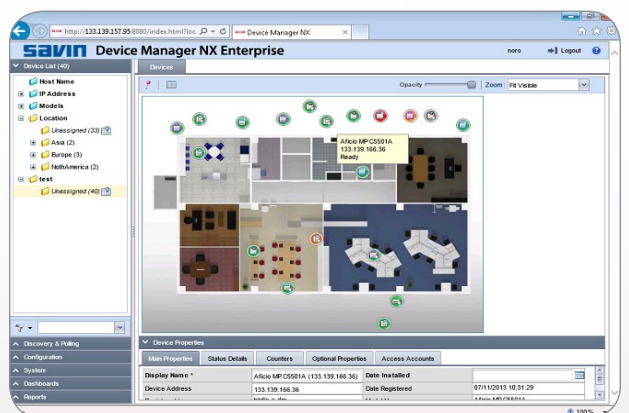 http://133.139.157.95:8080/index.html?loc
Device Manager NX
SAVIN Device Manager NX Enterprise
noro
Logout
Device List (40)
Devices
Host Name
IP Address
Models
Location
Unassigned (33)
Asia (2)
Europe (3)
NothAmerica (2)
test
Unassigned (40)
Opacity
Zoom : Fit Visible
Aficio MP C5501A
133.139.166.36
Ready
Discovery & Polling
Configuration
System
Dashboards
Reports
Device Properties
Main Properties
Status Details
Counters
Optional Properties
Access Accounts
Display Name *
Aficio MP C5501A (133.139.166.36)
Date Installed
Device Address
133.139.166.36
Date Registered
07/11/2013 10:31:29
100%